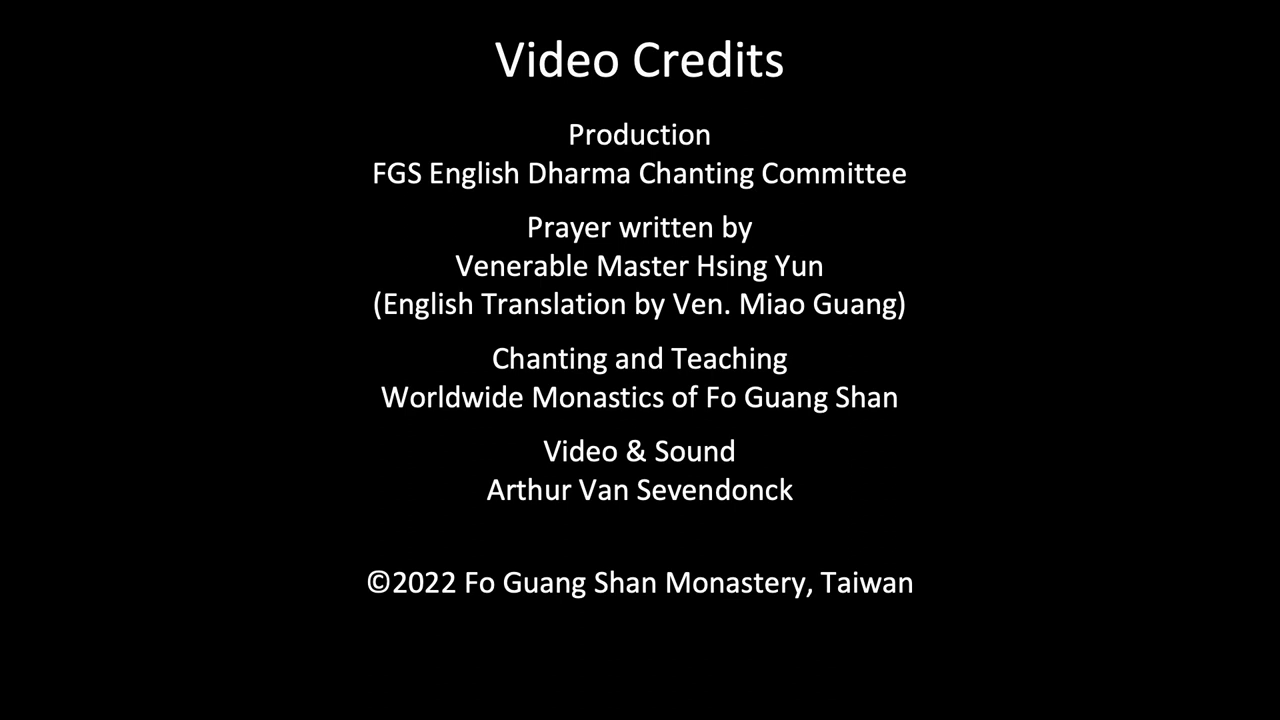 Video Credits
Production
FGS English Dharma Chanting Committee
Prayer written by
Venerable Master Hsing Yun
(English Translation by Ven. Miao Guang)
Chanting and Teaching
Worldwide Monastics of Fo Guang Shan
Video & Sound
Arthur Van Sevendonck
©2022 Fo Guang Shan Monastery, Taiwan